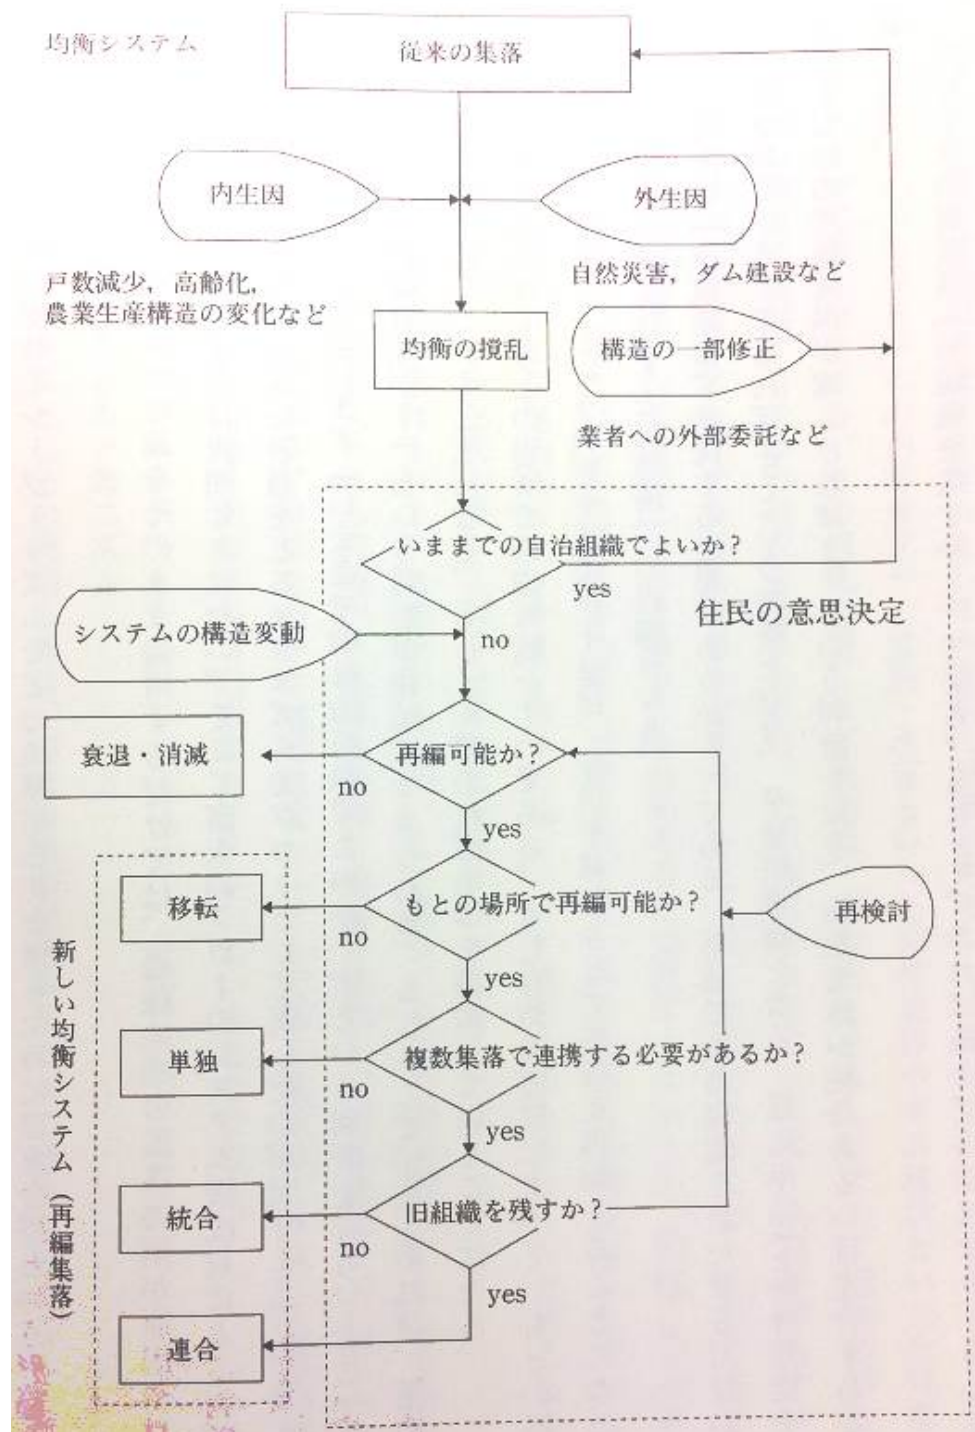 均衡システム
従来の集落
内生因
外生因
戸数減少，高齢化，
農業生産構造の変化など
自然災害，ダム建設など
均衡の撹乱
構造の一部修正
業者への外部委託など
いままでの自治組織でよいか？
yes
住民の意思決定
システムの構造変動
no
衰退・消滅
再編可能か？
no
yes
移転
もとの場所で再編可能か？
再検討
no
yes
新しい均衡システム（再編集落）
単独
複数集落で連携する必要があるか？
no
yes
統合
旧組織を残すか？
no
yes
連合